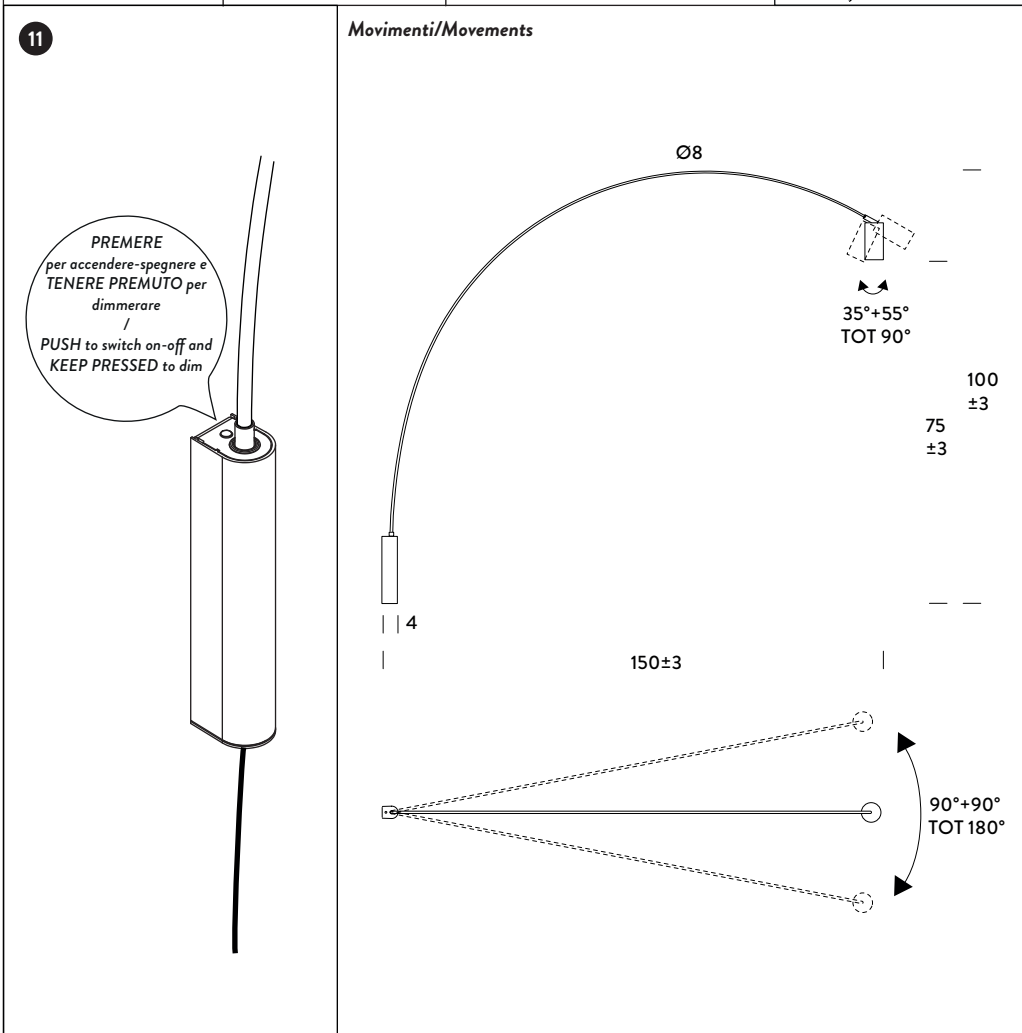 11
PREMERE
per accendere-spegnere e
TENERE PREMUTO per
dimmerare
/
PUSH to switch on-off and
KEEP PRESSED to dim
Movimenti/Movements
Ø8
35°+55°
TOT 90°
100
±3
75
±3
4
150±3
90°+90°
TOT 180°